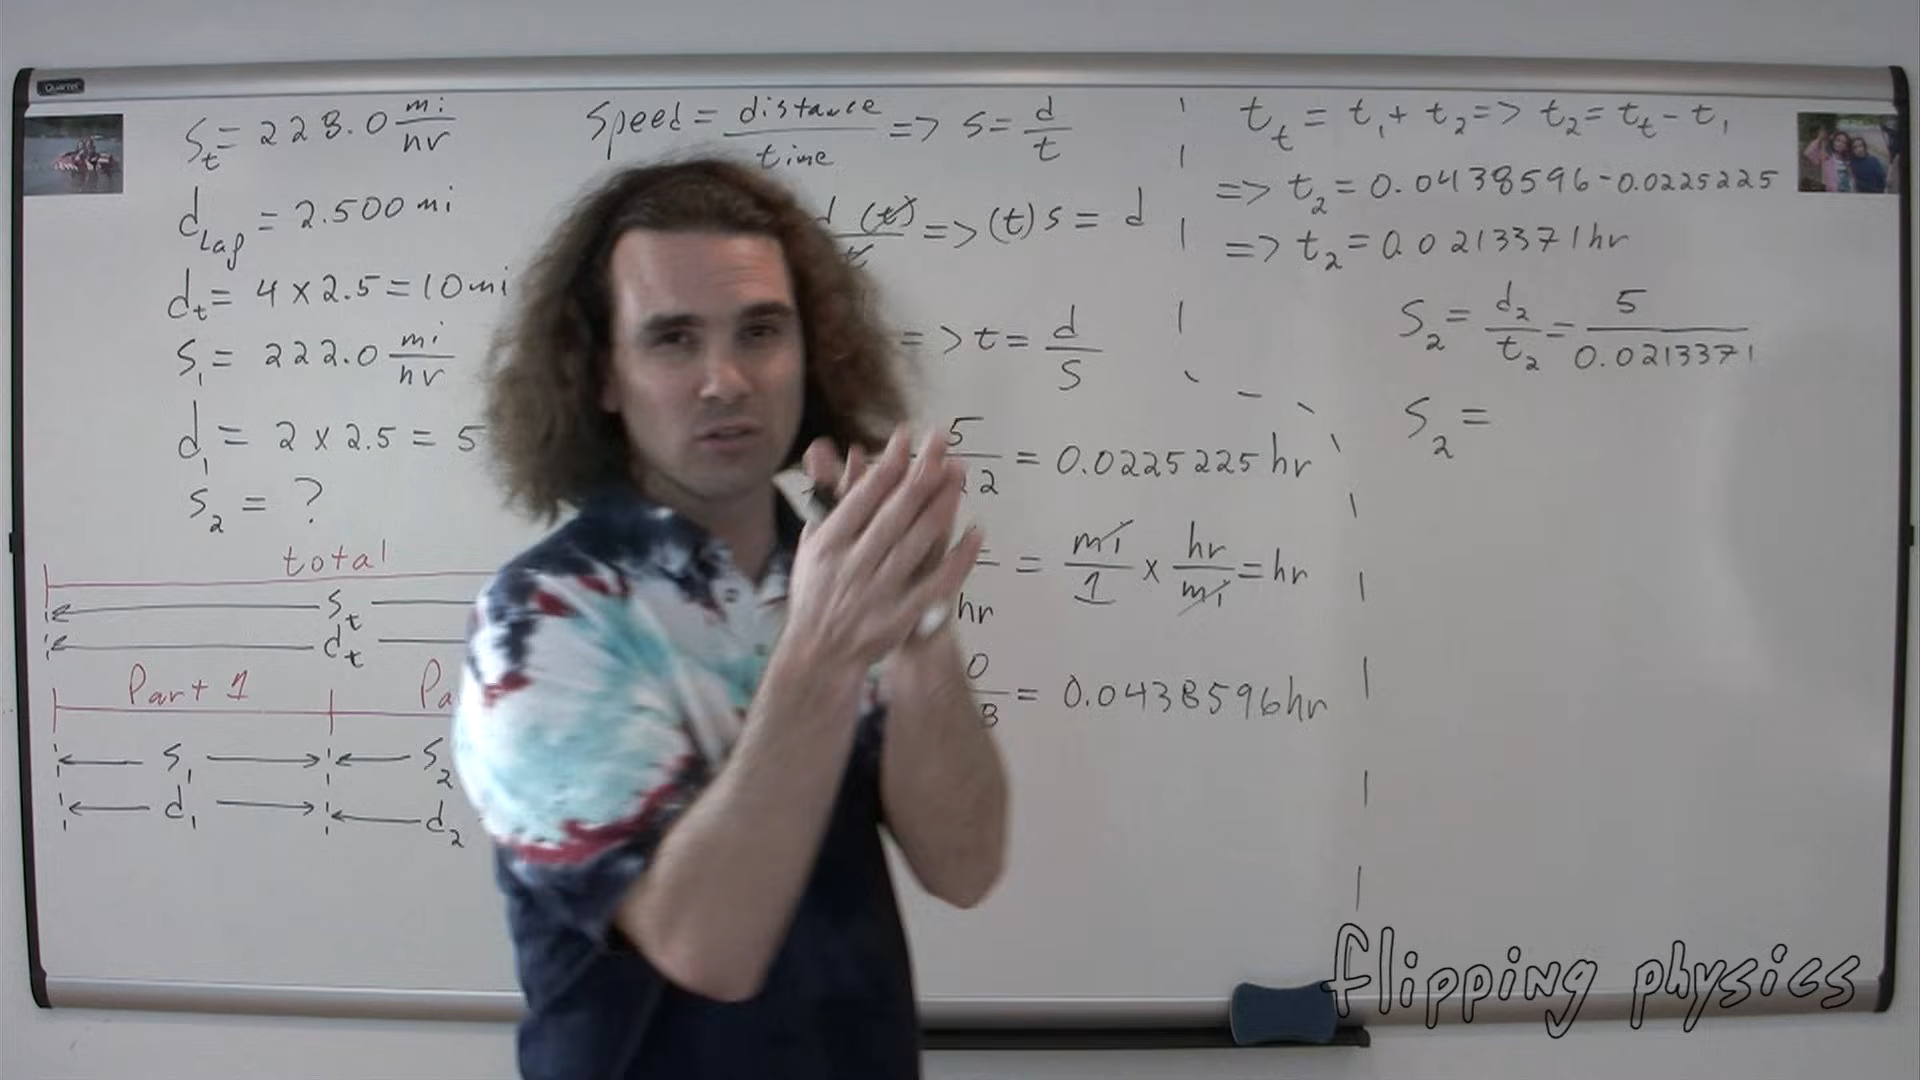 Quartet
S_t = 228.0 mi/hr
d_Lap = 2.500 mi
d_t = 4 x 2.5 = 10 mi
S_1 = 222.0 mi/hr
d_1 = 2 x 2.5 = 5
S_2 = ?
total
S_t
d_t
Part 1
S_1
S_2
d_1
d_2
Speed = distance/time => s = d/t
(t)/t => (t) s = d
=> t = d/s
5 = 0.0225225 hr
hr = mi/1 x hr/mi = hr
= 0.0438596 hr
t_t = t_1 + t_2 => t_2 = t_t - t_1
=> t_2 = 0.0438596 - 0.0225225
=> t_2 = 0.0213371 hr
S_2 = d_2/t_2 = 5/0.0213371
S_2 =
flipping physics